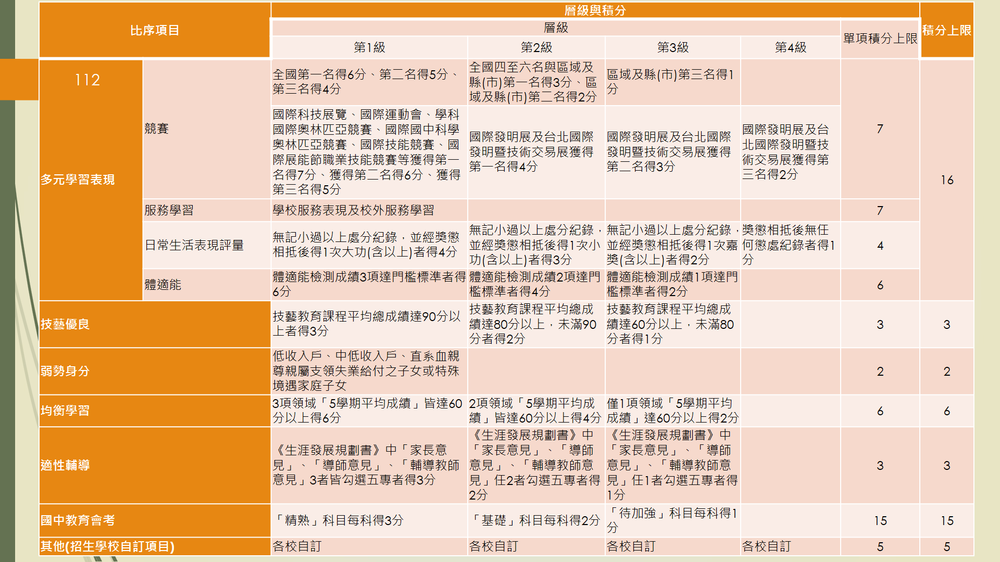 比序項目
層級與積分
積分上限
層級
單項積分上限
第1級
第2級
第3級
第4級
112
多元學習表現
競賽
全國第一名得6分、第二名得5分、
第三名得4分
全國四至六名與區域及
縣(市)第一名得3分、區
域及縣(市)第二名得2分
區域及縣(市)第三名得1
分
7
16
國際科技展覽、國際運動會、學科
國際奧林匹亞競賽、國際國中科學
奧林匹亞競賽、國際技能競賽、國
際展能節職業技能競賽等獲得第一
名得7分、獲得第二名得6分、獲得
第三名得5分
國際發明展及台北國際
發明暨技術交易展獲得
第一名得4分
國際發明展及台北國際
發明暨技術交易展獲得
第二名得3分
國際發明展及台
北國際發明暨技
術交易展獲得第
三名得2分
服務學習
學校服務表現及校外服務學習
7
日常生活表現評量
無記小過以上處分紀錄，並經獎懲
相抵後得1次大功(含以上)者得4分
無記小過以上處分紀錄，
並經獎懲相抵後得1次小
功(含以上)者得3分
無記小過以上處分紀錄，
並經獎懲相抵後得1次嘉
獎(含以上)者得2分
獎懲相抵後無任
何懲處紀錄者得1
分
4
體適能
體適能檢測成績3項達門檻標準者得
6分
體適能檢測成績2項達門
檻標準者得4分
體適能檢測成績1項達門
檻標準者得2分
6
技藝優良
技藝教育課程平均總成績達90分以
上者得3分
技藝教育課程平均總成
績達80分以上，未滿90
分者得2分
技藝教育課程平均總成
績達60分以上，未滿80
分者得1分
3
3
弱勢身分
低收入戶、中低收入戶、直系血親
尊親屬支領失業給付之子女或特殊
境遇家庭子女
2
2
均衡學習
3項領域「5學期平均成績」皆達60
分以上得6分
2項領域「5學期平均成
績」皆達60分以上得4分
僅1項領域「5學期平均
成績」達60分以上得2分
6
6
適性輔導
《生涯發展規劃書》中「家長意
見」、「導師意見」、「輔導教師
意見」3者皆勾選五專者得3分
《生涯發展規劃書》中
「家長意見」、「導師
意見」、「輔導教師意
見」任2者勾選五專者得
2分
《生涯發展規劃書》中
「家長意見」、「導師
意見」、「輔導教師意
見」任1者勾選五專者得
1分
3
3
國中教育會考
「精熟」科目每科得3分
「基礎」科目每科得2分
「待加強」科目每科得1
分
15
15
其他(招生學校自訂項目)
各校自訂
各校自訂
各校自訂
各校自訂
5
5